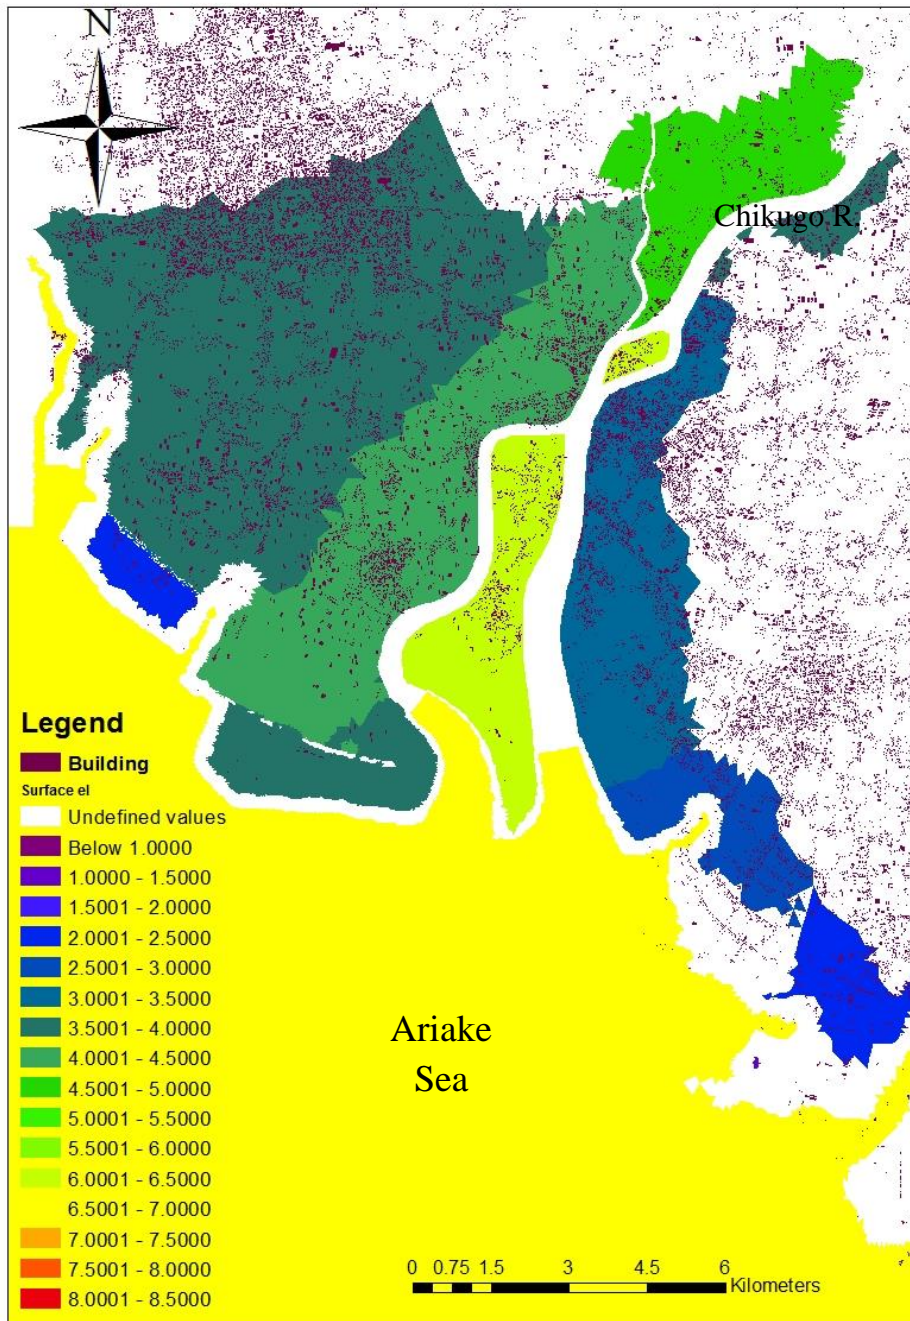 N
Chikugo R.
Legend
Building
Surface el
Undefined values
Below 1.0000
1.0000 - 1.5000
1.5001 - 2.0000
2.0001 - 2.5000
2.5001 - 3.0000
3.0001 - 3.5000
3.5001 - 4.0000
4.0001 - 4.5000
4.5001 - 5.0000
5.0001 - 5.5000
5.5001 - 6.0000
6.0001 - 6.5000
6.5001 - 7.0000
7.0001 - 7.5000
7.5001 - 8.0000
8.0001 - 8.5000
Ariake
Sea
0 0.75 1.5 3 4.5 6
Kilometers